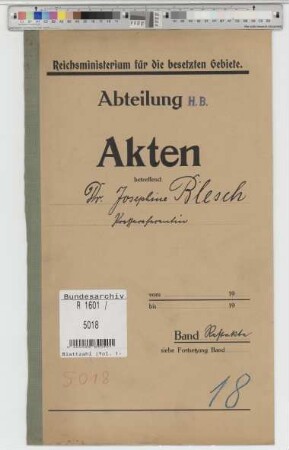 Reichsministerium für die besetzten Gebiete.
Abteilung H.B.
Akten
betreffend
Dr. Josephine Blesch
Bundesarchiv
R 1601 /
5018
vom 19
bis 19
Band
siehe Fortsetzung Band
5018
18